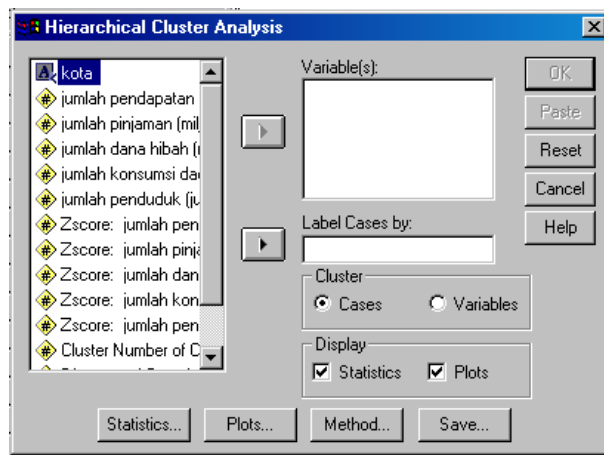 Hierarchical Cluster Analysis
kota
jumlah pendapatan
jumlah pinjaman (mil
jumlah dana hibah (r
jumlah konsumsi da
jumlah penduduk (ju
Zscore: jumlah pen
Zscore: jumlah pinja
Zscore: jumlah dan
Zscore: jumlah kon
Zscore: jumlah pen
Cluster Number of C
Variable(s):
Label Cases by:
Cluster
Cases Variables
Display
Statistics Plots
OK
Paste
Reset
Cancel
Help
Statistics... Plots... Method... Save...